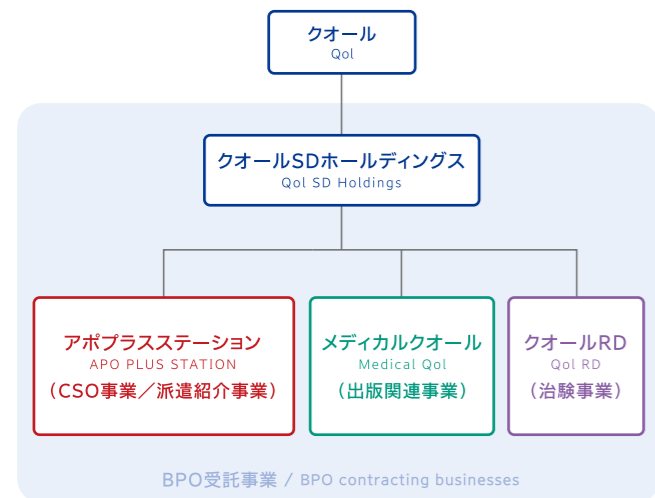 クオール
Qol
クオールSDホールディングス
Qol SD Holdings
アポプラスステーション
APO PLUS STATION
（CSO事業／派遣紹介事業）
メディカルクオール
Medical Qol
（出版関連事業）
クオールRD
Qol RD
（治験事業）
BPO受託事業 / BPO contracting businesses